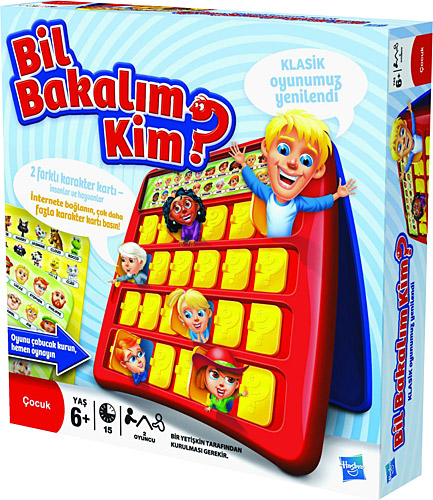 Bil
Bakalım
Kim?
KLASİK
oyunumuz
yenilendi
2 farklı karakter kartı –
insanlar ve hayvanlar
İnternete bağlanın, çok daha
fazla karakter kartı basın!
Oyunu çabucak kurun,
hemen oynayın
Çocuk
YAŞ
6+
15
2
OYUNCU
BİR YETİŞKİN TARAFINDAN
KURULMASI GEREKİR.
Bil Bakalım Kim?
KLASİK oyunumuz yenilendi
Çocuk
YAŞ
6+
Hasbro